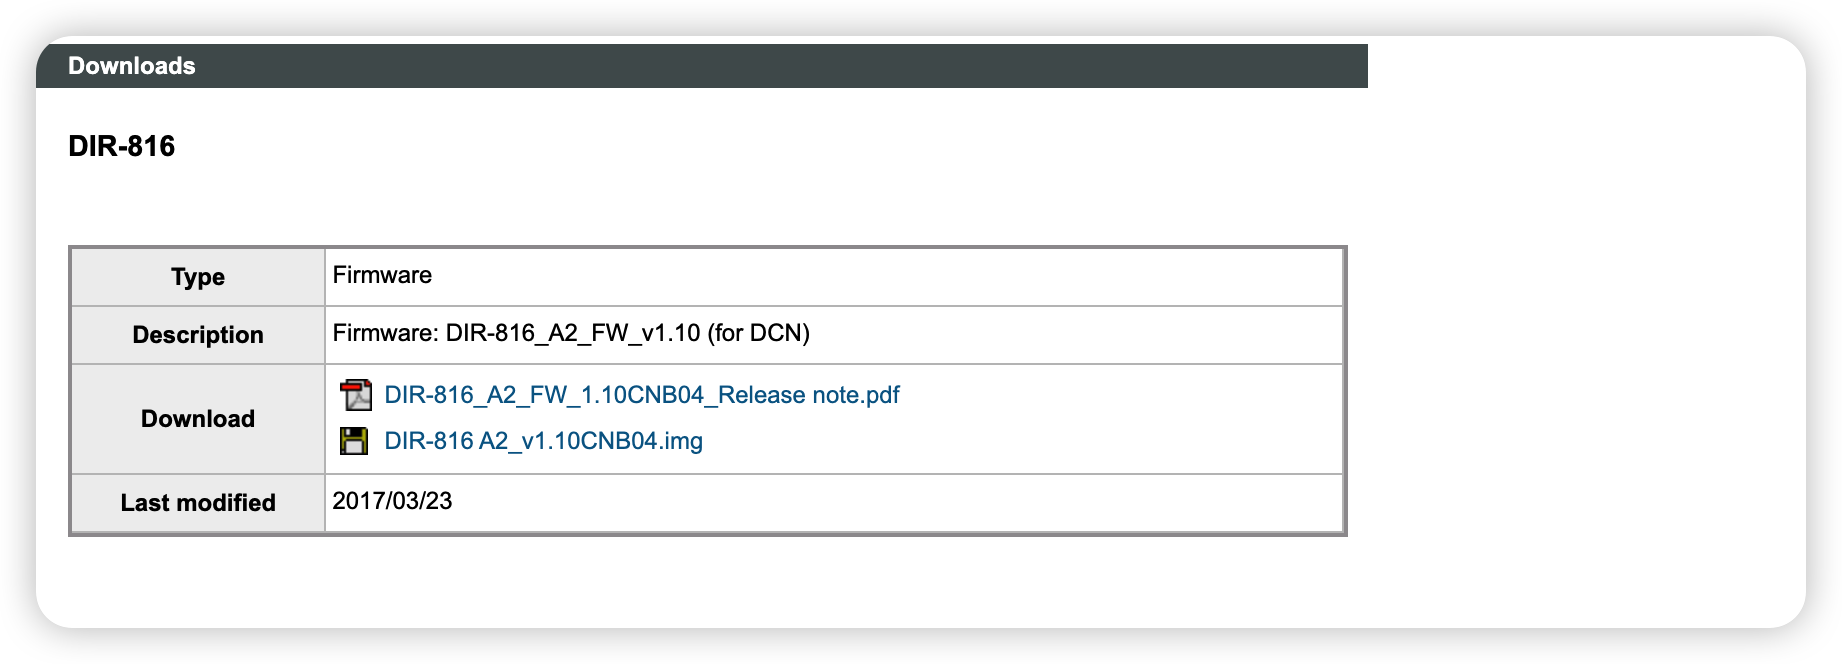 Downloads
DIR-816
Type Firmware
Description Firmware: DIR-816_A2_FW_v1.10 (for DCN)
Download
DIR-816_A2_FW_1.10CNB04_Release note.pdf
DIR-816 A2_v1.10CNB04.img
Last modified 2017/03/23